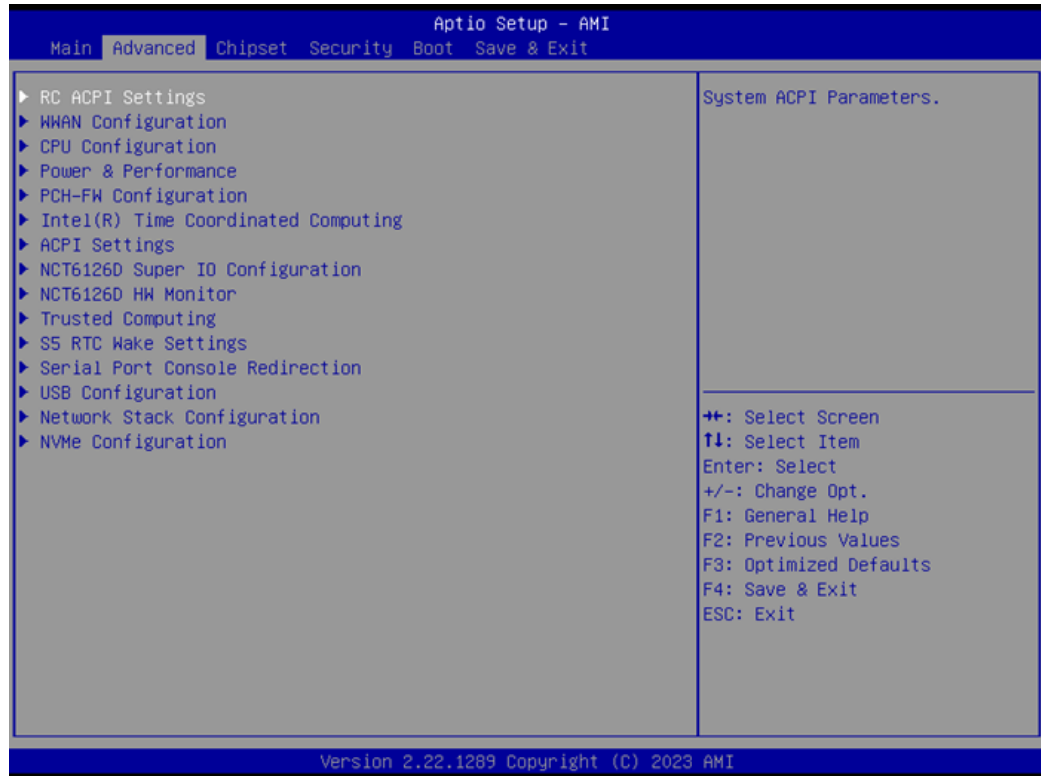 Aptio Setup - AMI
Main Advanced Chipset Security Boot Save & Exit
▶ RC ACPI Settings
▶ WWAN Configuration
▶ CPU Configuration
▶ Power & Performance
▶ PCH-FW Configuration
▶ Intel(R) Time Coordinated Computing
▶ ACPI Settings
▶ NCT6126D Super IO Configuration
▶ NCT6126D HW Monitor
▶ Trusted Computing
▶ S5 RTC Wake Settings
▶ Serial Port Console Redirection
▶ USB Configuration
▶ Network Stack Configuration
▶ NVMe Configuration
System ACPI Parameters.
→←: Select Screen
↑↓: Select Item
Enter: Select
+/-: Change Opt.
F1: General Help
F2: Previous Values
F3: Optimized Defaults
F4: Save & Exit
ESC: Exit
Version 2.22.1289 Copyright (C) 2023 AMI